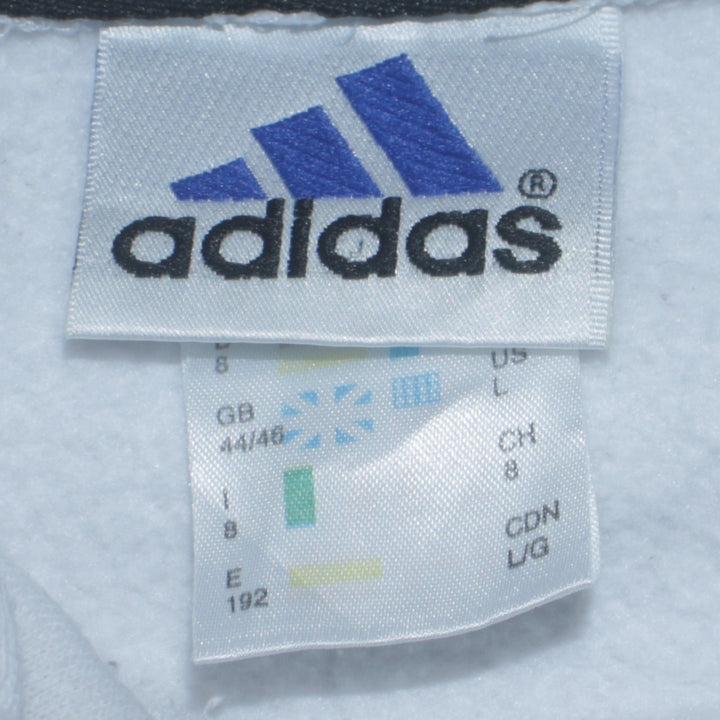 adidas®
8
GB
44/46
I
8
E
192
US
L
CH
8
CDN
L/G